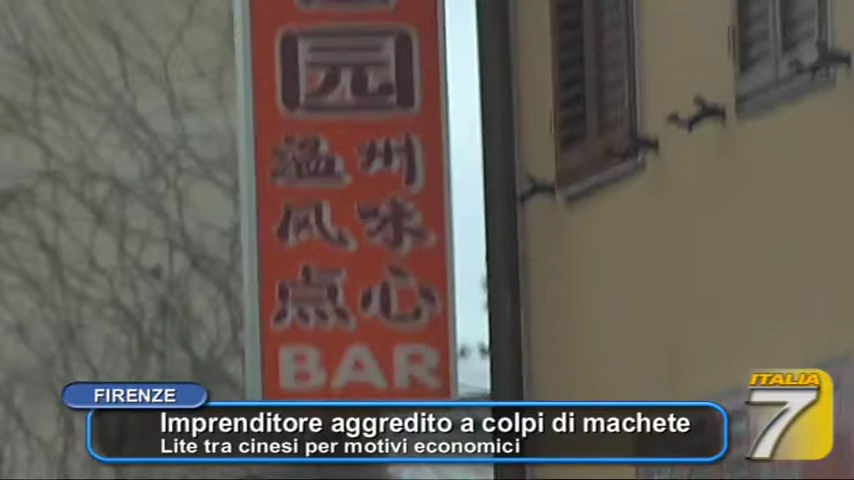 园
温州
风味
点心
BAR
FIRENZE
Imprenditore aggredito a colpi di machete
Lite tra cinesi per motivi economici
ITALIA
7